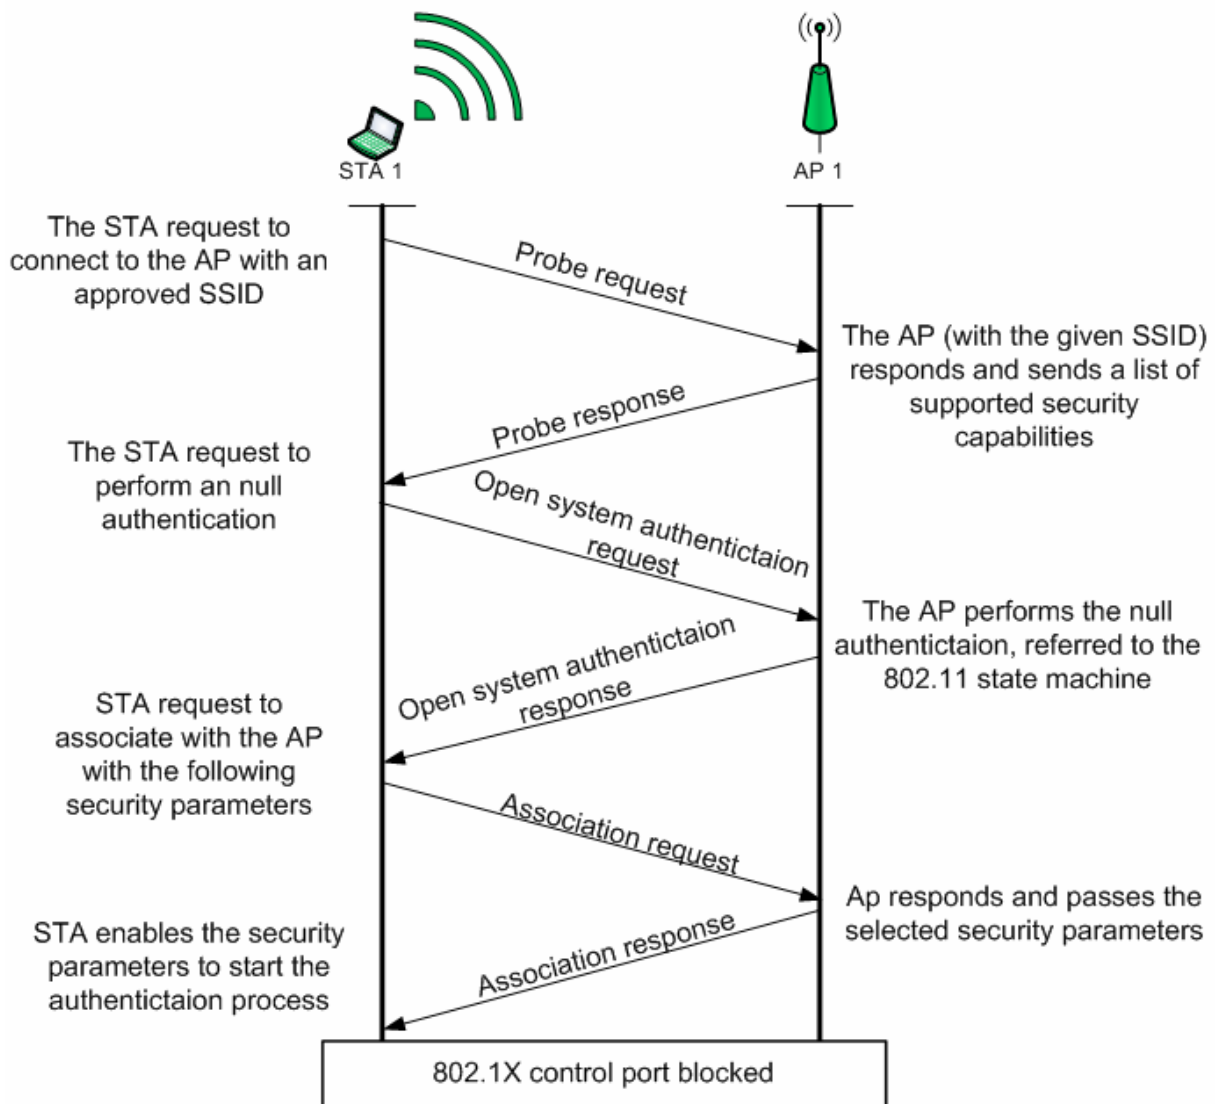 STA 1
AP 1
The STA request to
connect to the AP with an
approved SSID
Probe request
The AP (with the given SSID)
responds and sends a list of
supported security
capabilities
Probe response
The STA request to
perform an null
authentication
Open system authentictaion
request
The AP performs the null
authentictaion, referred to the
802.11 state machine
Open system authentictaion
response
STA request to
associate with the AP
with the following
security parameters
Association request
Ap responds and passes the
selected security parameters
Association response
STA enables the security
parameters to start the
authentictaion process
802.1X control port blocked